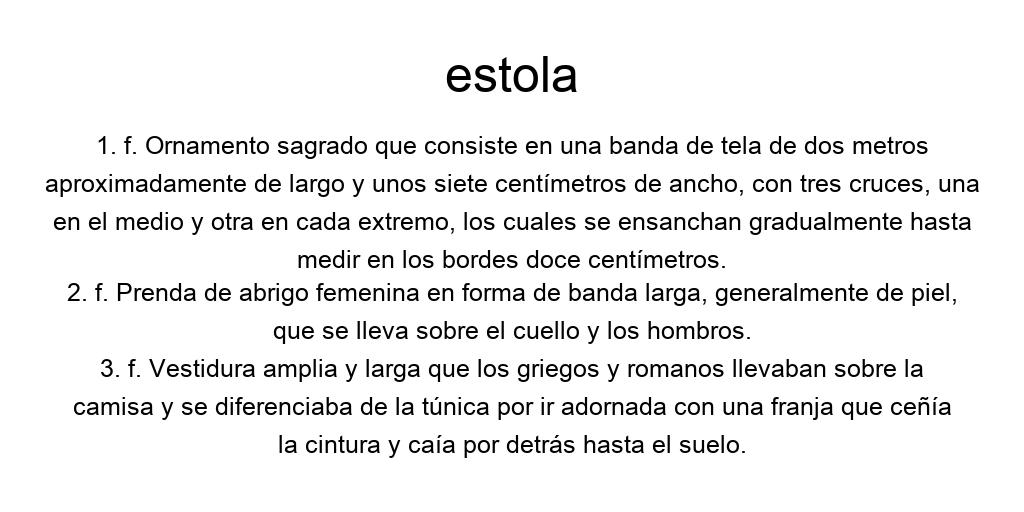 estola
1. f. Ornamento sagrado que consiste en una banda de tela de dos metros
aproximadamente de largo y unos siete centímetros de ancho, con tres cruces, una
en el medio y otra en cada extremo, los cuales se ensanchan gradualmente hasta
medir en los bordes doce centímetros.
2. f. Prenda de abrigo femenina en forma de banda larga, generalmente de piel,
que se lleva sobre el cuello y los hombros.
3. f. Vestidura amplia y larga que los griegos y romanos llevaban sobre la
camisa y se diferenciaba de la túnica por ir adornada con una franja que ceñía
la cintura y caía por detrás hasta el suelo.